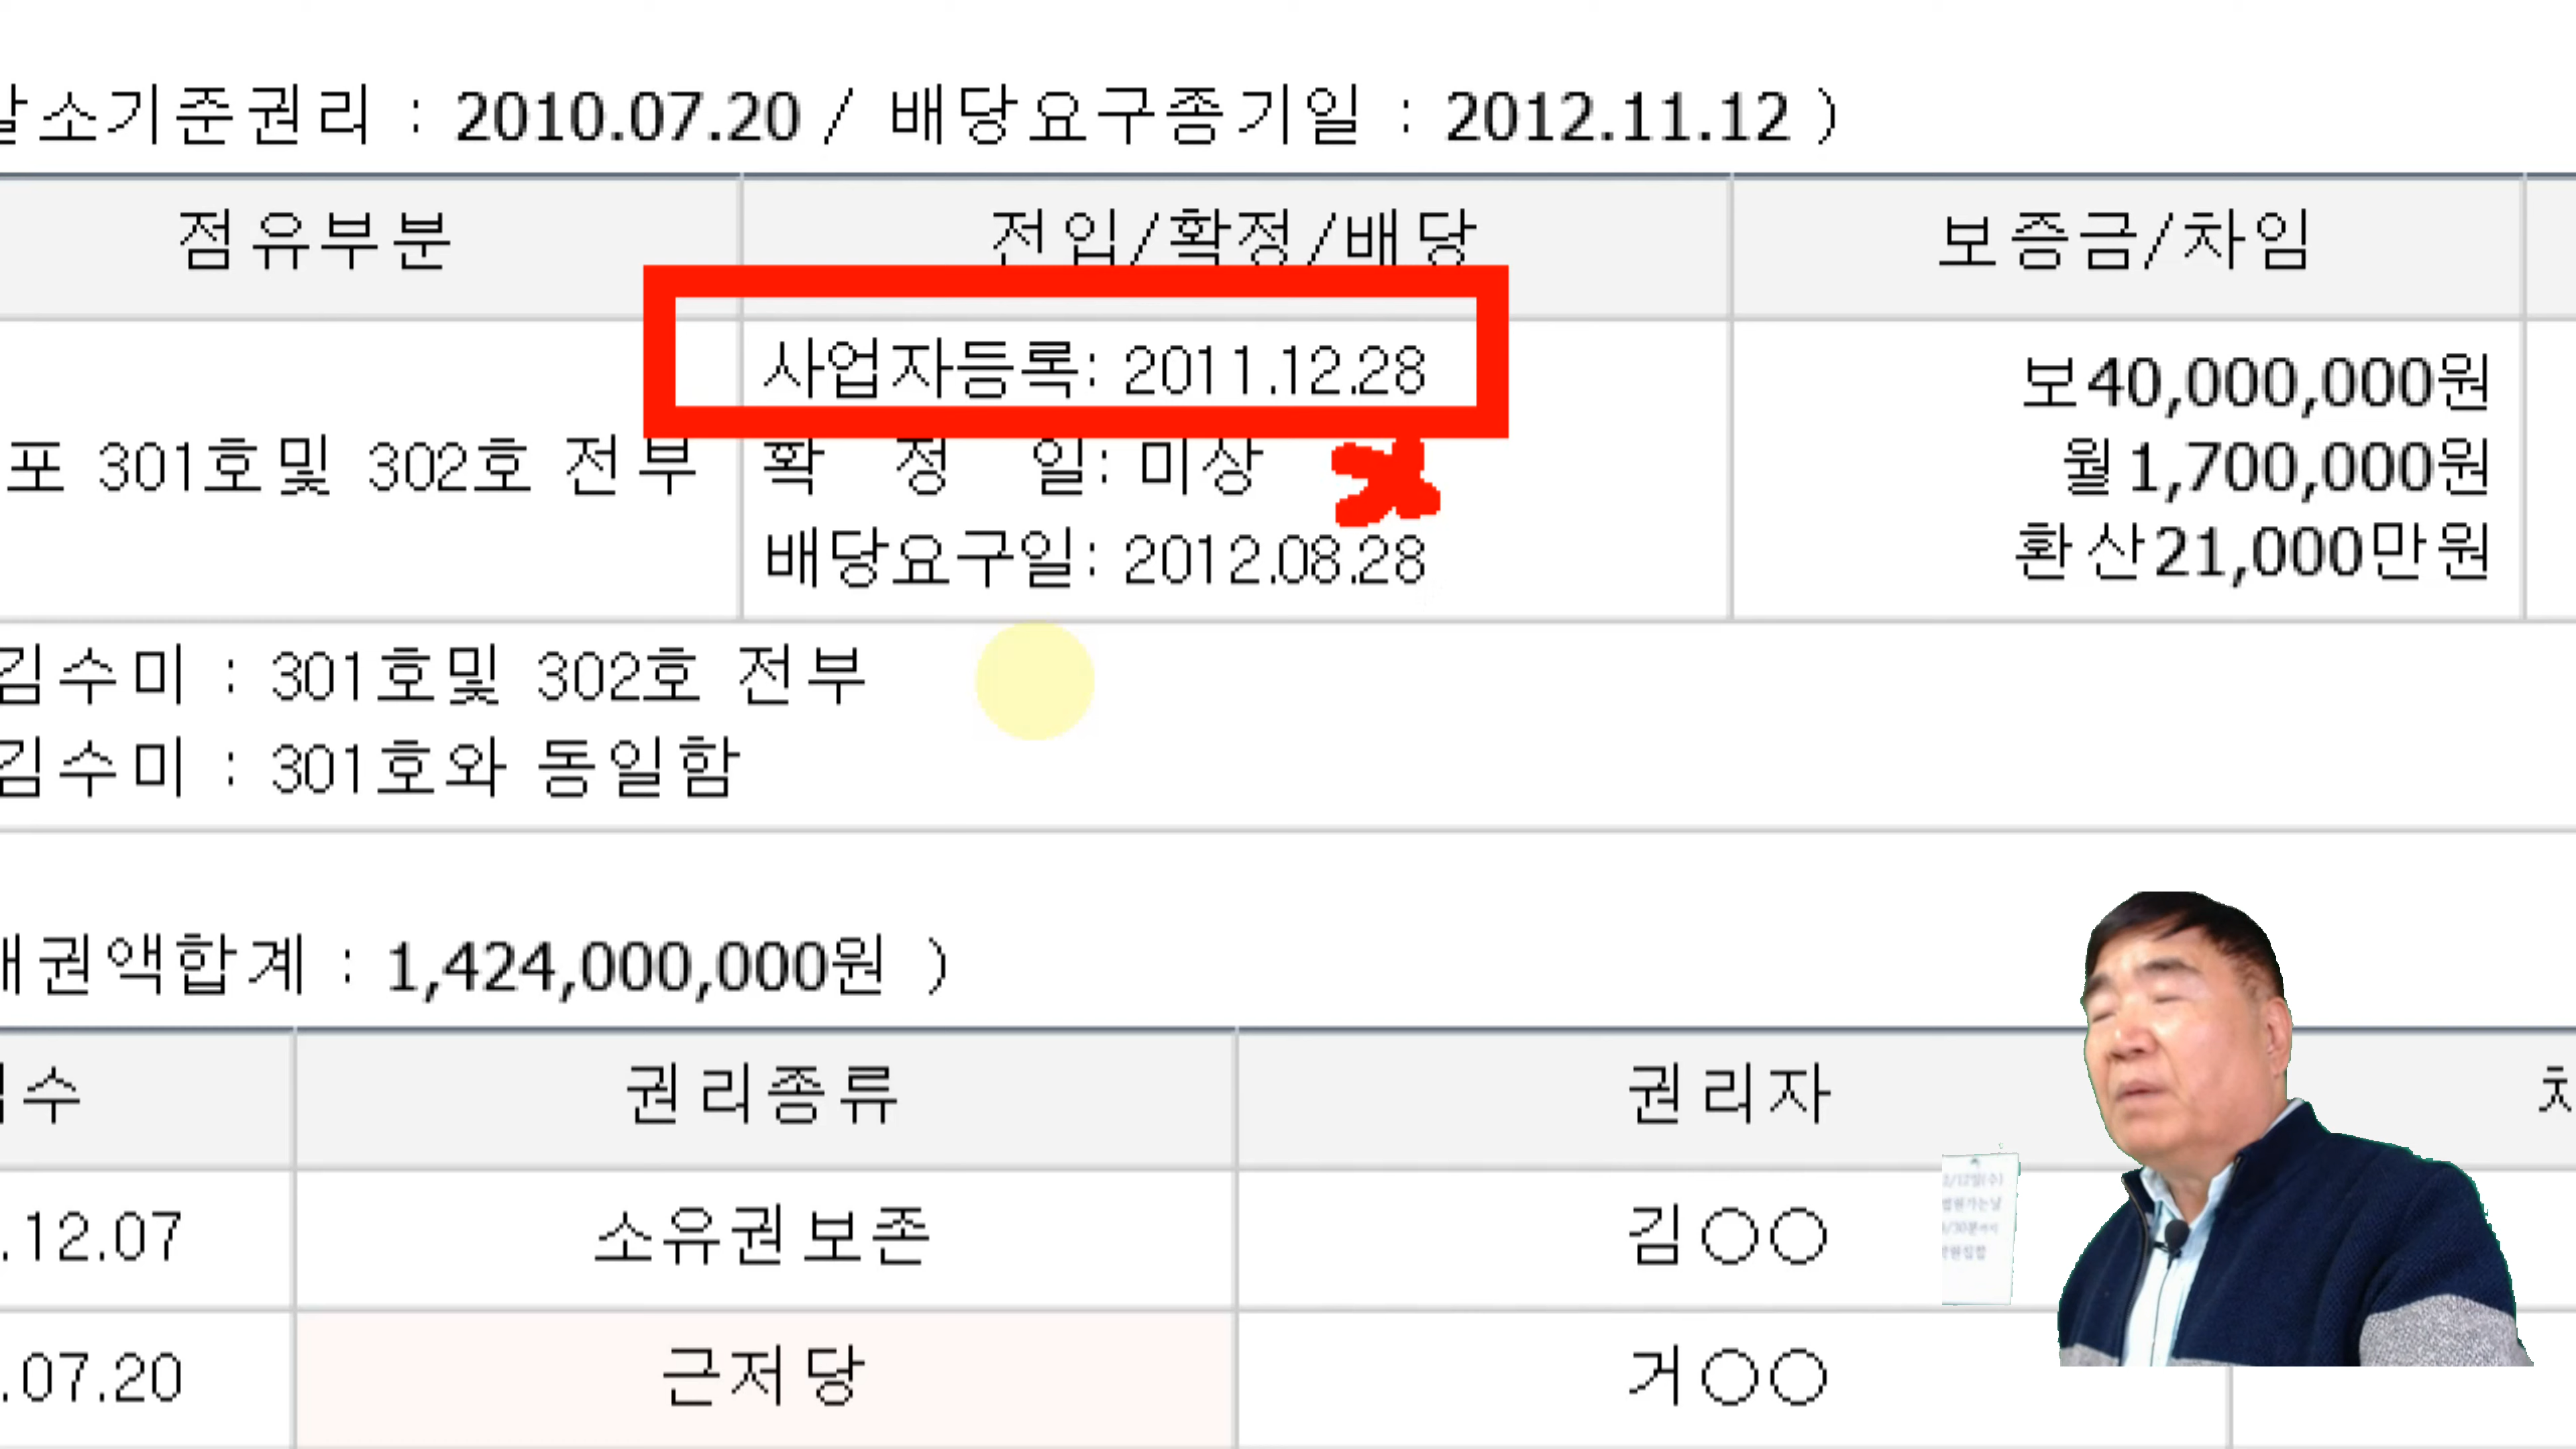 말소기준권리 : 2010.07.20 / 배당요구종기일 : 2012.11.12 )
점유부분 전입/확정/배당 보증금/차임
사업자등록: 2011.12.28 보40,000,000원
포 301호및 302호 전부 확 정 일: 미상 월1,700,000원
배당요구일: 2012.08.28 환산21,000만원
김수미 : 301호및 302호 전부
김수미 : 301호와 동일함
채권액합계 : 1,424,000,000원 )
수 권리종류 권리자
.12.07 소유권보존 김○○
.07.20 근저당 거○○